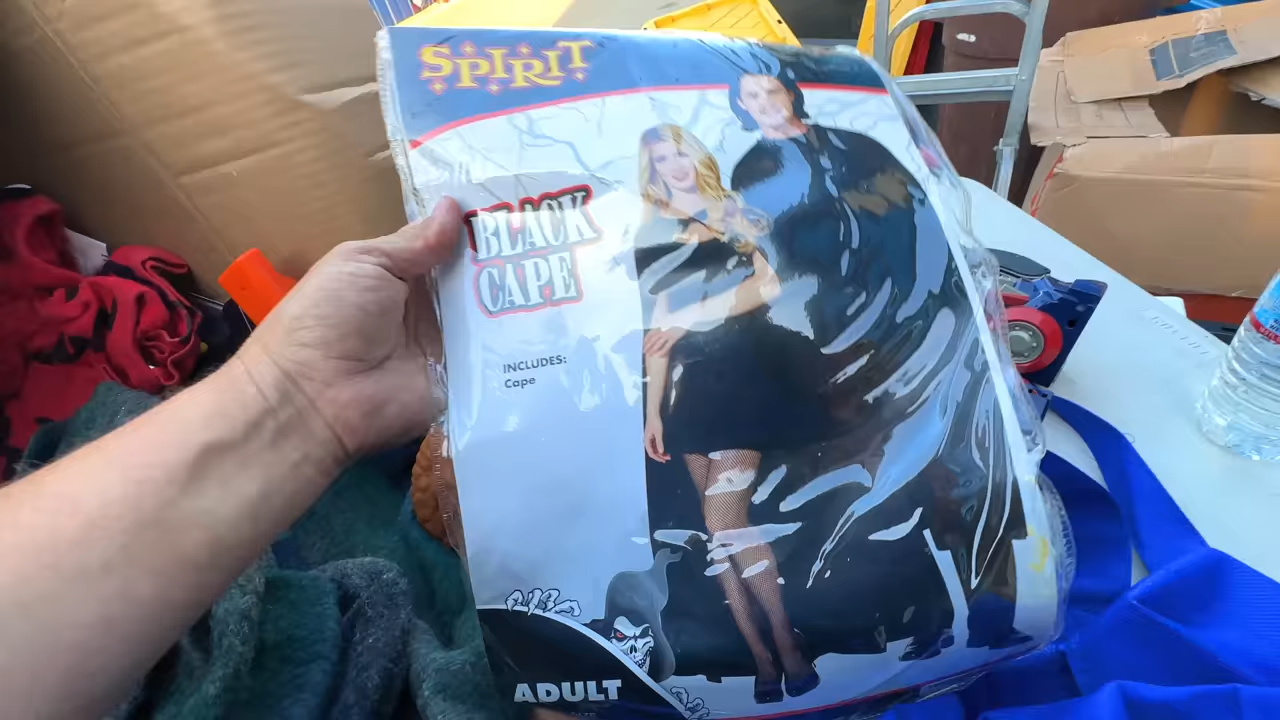 SPIRIT
BLACK
CAPE
INCLUDES:
Cape
ADULT